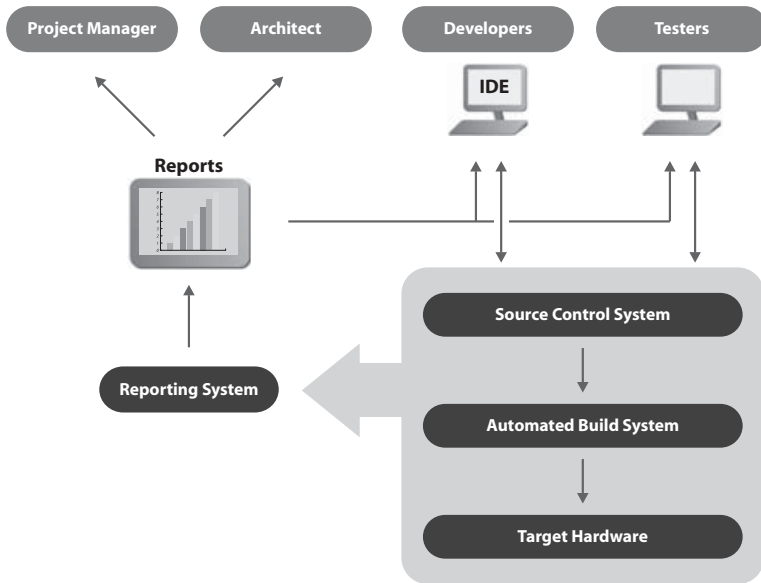 Project Manager
Architect
Developers
Testers
IDE
Reports
Source Control System
Reporting System
Automated Build System
Target Hardware